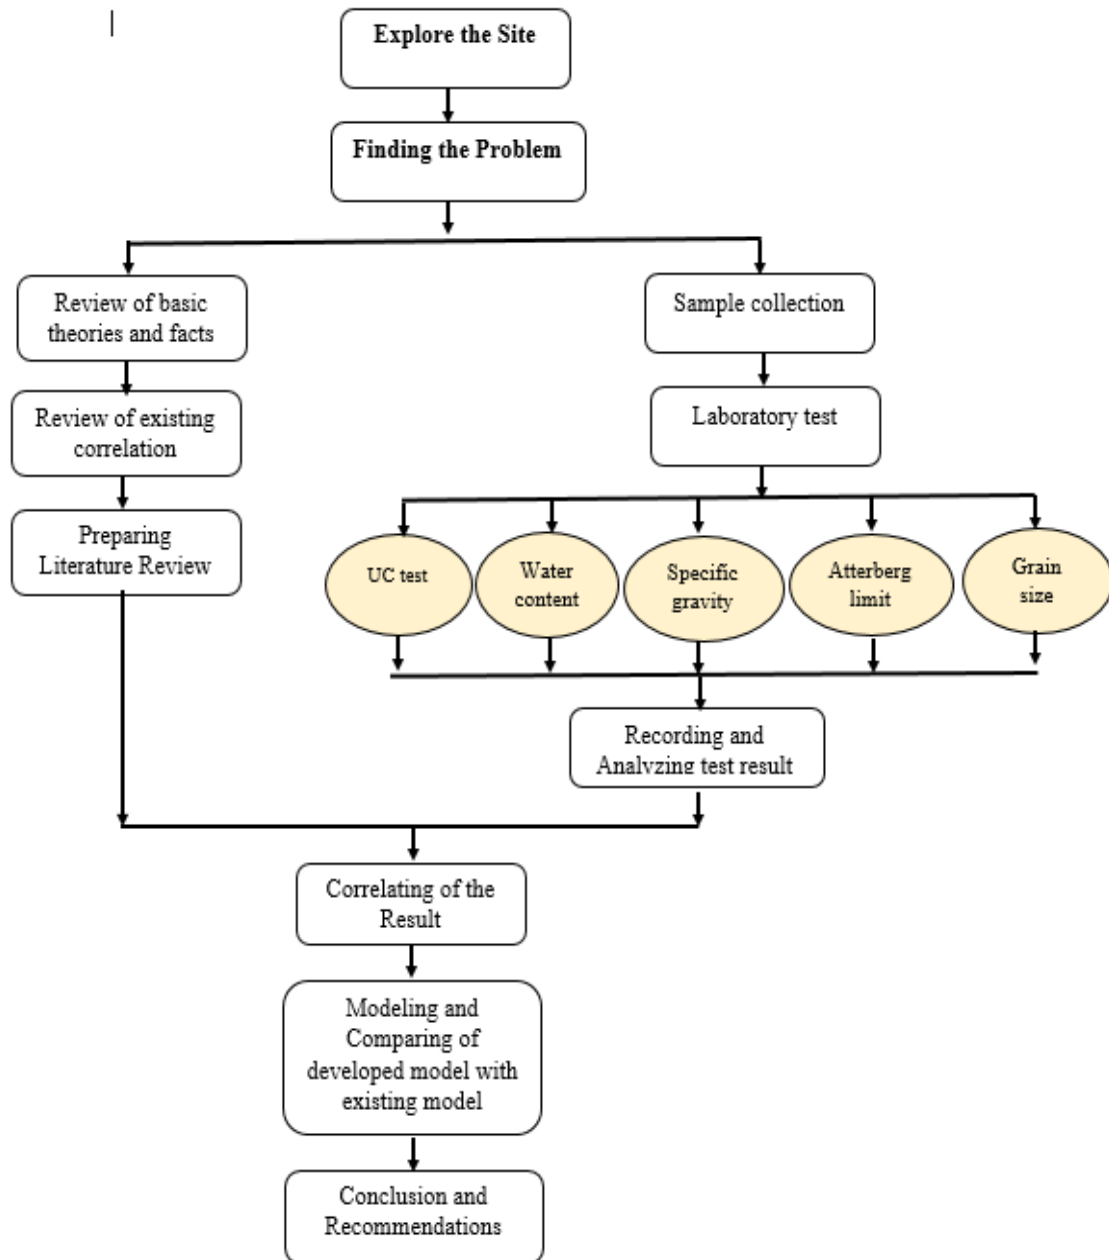 Explore the Site
Finding the Problem
Review of basic
theories and facts
Sample collection
Review of existing
correlation
Laboratory test
Preparing
Literature Review
UC test
Water
content
Specific
gravity
Atterberg
limit
Grain
size
Recording and
Analyzing test result
Correlating of the
Result
Modeling and
Comparing of
developed model with
existing model
Conclusion and
Recommendations